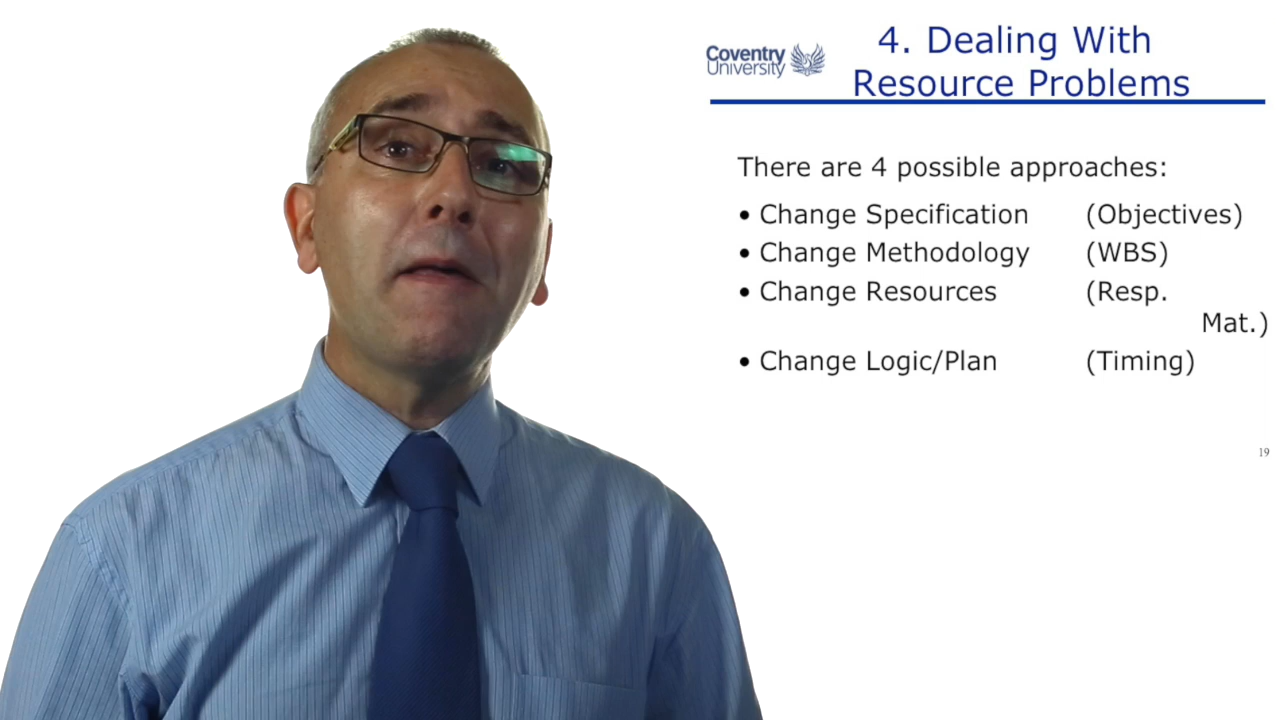 Coventry
University
4. Dealing With
Resource Problems
There are 4 possible approaches:
• Change Specification (Objectives)
• Change Methodology (WBS)
• Change Resources (Resp.
Mat.)
• Change Logic/Plan (Timing)
19